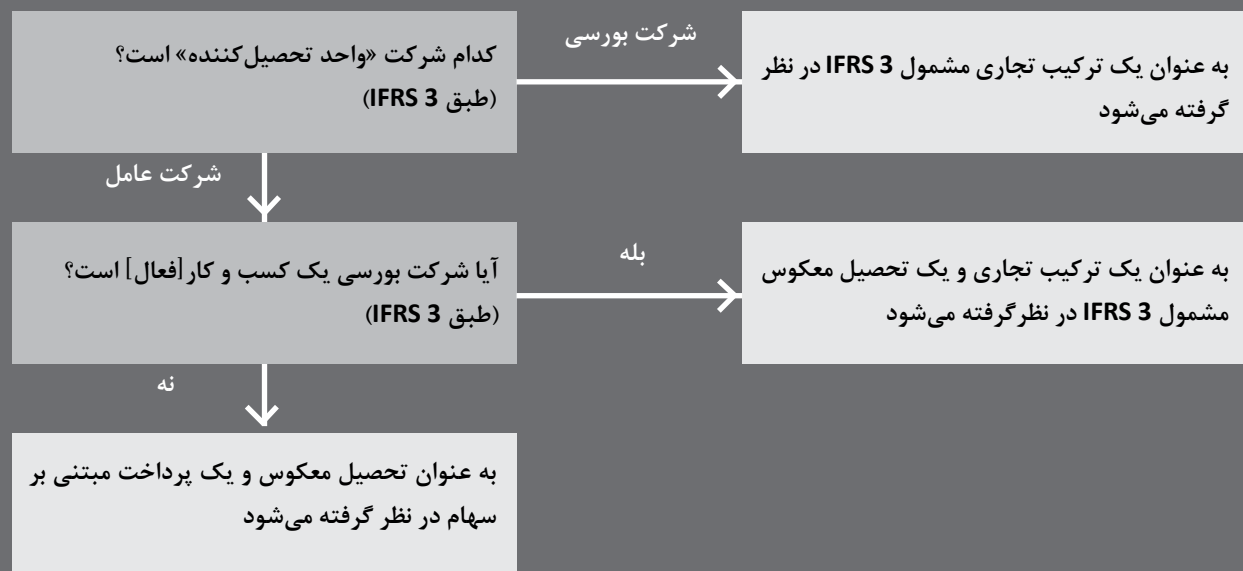 کدام شرکت «واحد تحصیل‌کننده» است؟
(طبق IFRS 3)
شرکت بورسی
به عنوان یک ترکیب تجاری مشمول IFRS 3 در نظر
گرفته می‌شود
شرکت عامل
آیا شرکت بورسی یک کسب و کار [فعال] است؟
(طبق IFRS 3)
بله
به عنوان یک ترکیب تجاری و یک تحصیل معکوس
مشمول IFRS 3 در نظرگرفته می‌شود
نه
به عنوان تحصیل معکوس و یک پرداخت مبتنی بر
سهام در نظر گرفته می‌شود